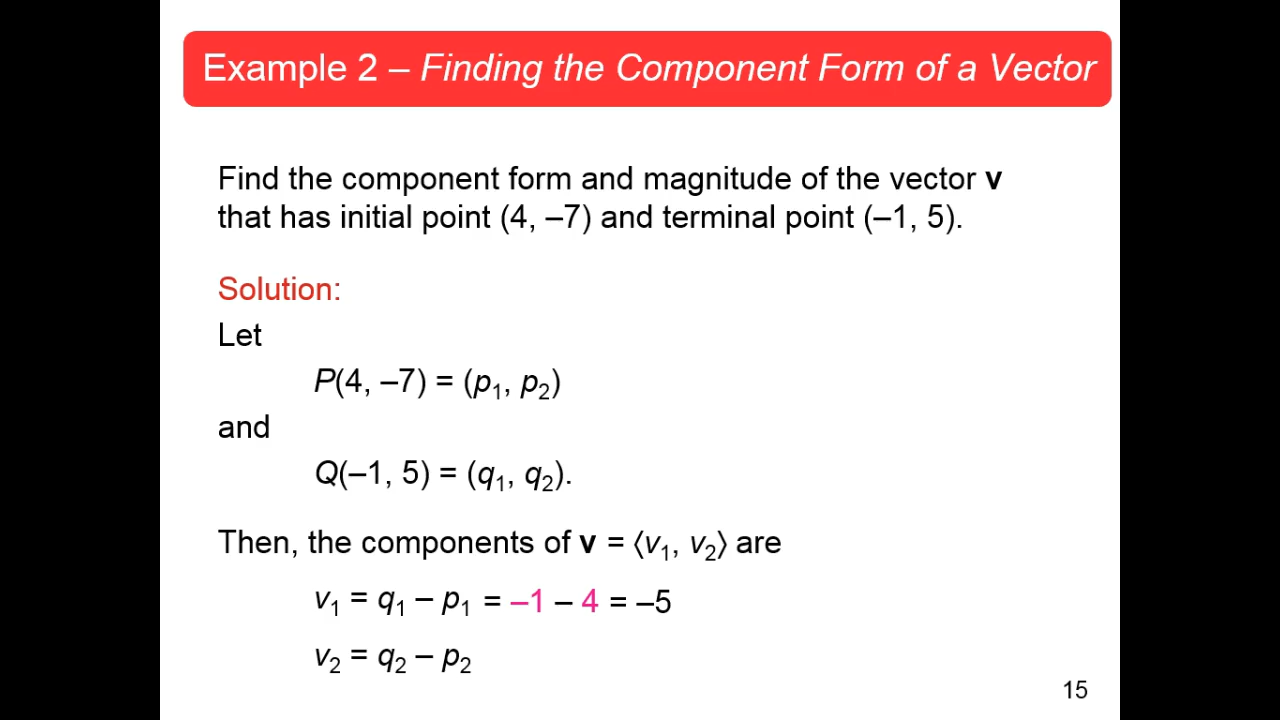 Example 2 – Finding the Component Form of a Vector
Find the component form and magnitude of the vector v
that has initial point (4, –7) and terminal point (–1, 5).
Solution:
Let
P(4, –7) = (p₁, p₂)
and
Q(–1, 5) = (q₁, q₂).
Then, the components of v = ⟨v₁, v₂⟩ are
v₁ = q₁ – p₁ = –1 – 4 = –5
v₂ = q₂ – p₂
15